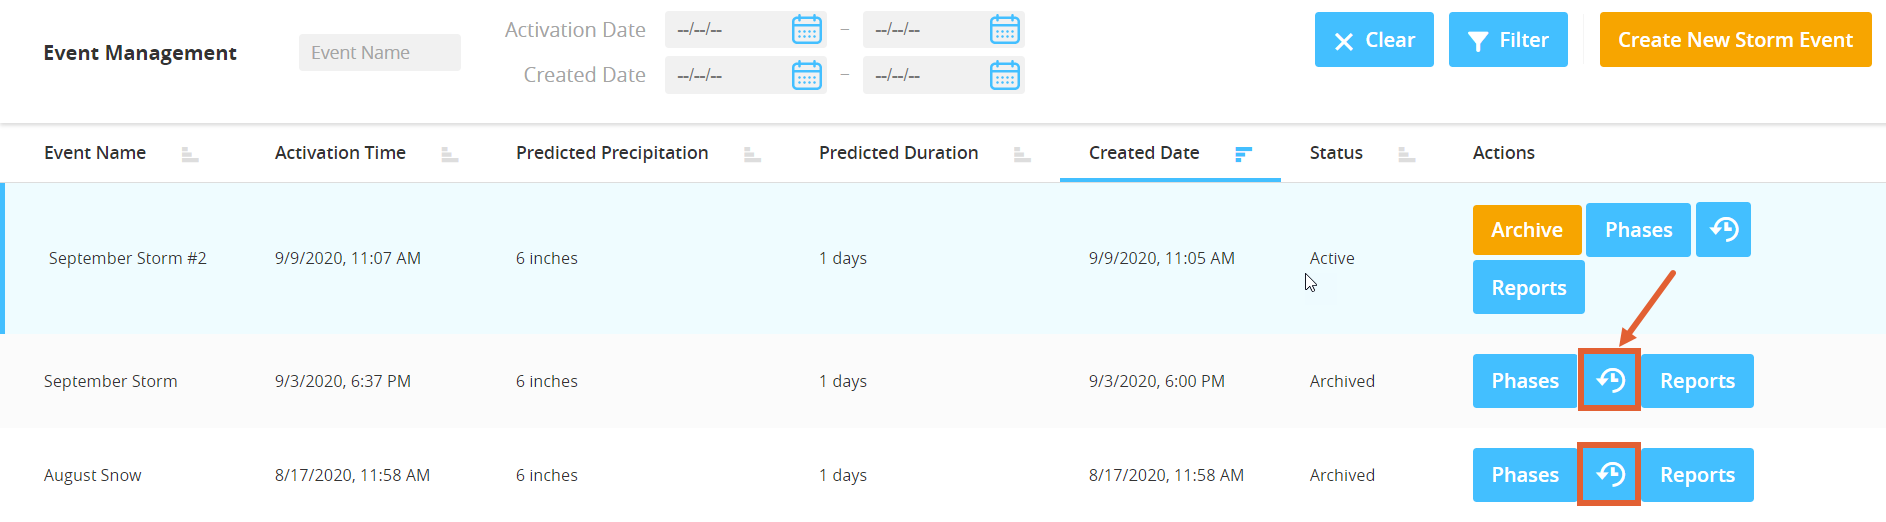 Event Management
Event Name
Activation Date --/--/-- – --/--/--
Created Date --/--/-- – --/--/--
Clear
Filter
Create New Storm Event
Event Name Activation Time Predicted Precipitation Predicted Duration Created Date Status Actions
September Storm #2 9/9/2020, 11:07 AM 6 inches 1 days 9/9/2020, 11:05 AM Active Archive Phases
Reports
September Storm 9/3/2020, 6:37 PM 6 inches 1 days 9/3/2020, 6:00 PM Archived Phases Reports
August Snow 8/17/2020, 11:58 AM 6 inches 1 days 8/17/2020, 11:58 AM Archived Phases Reports